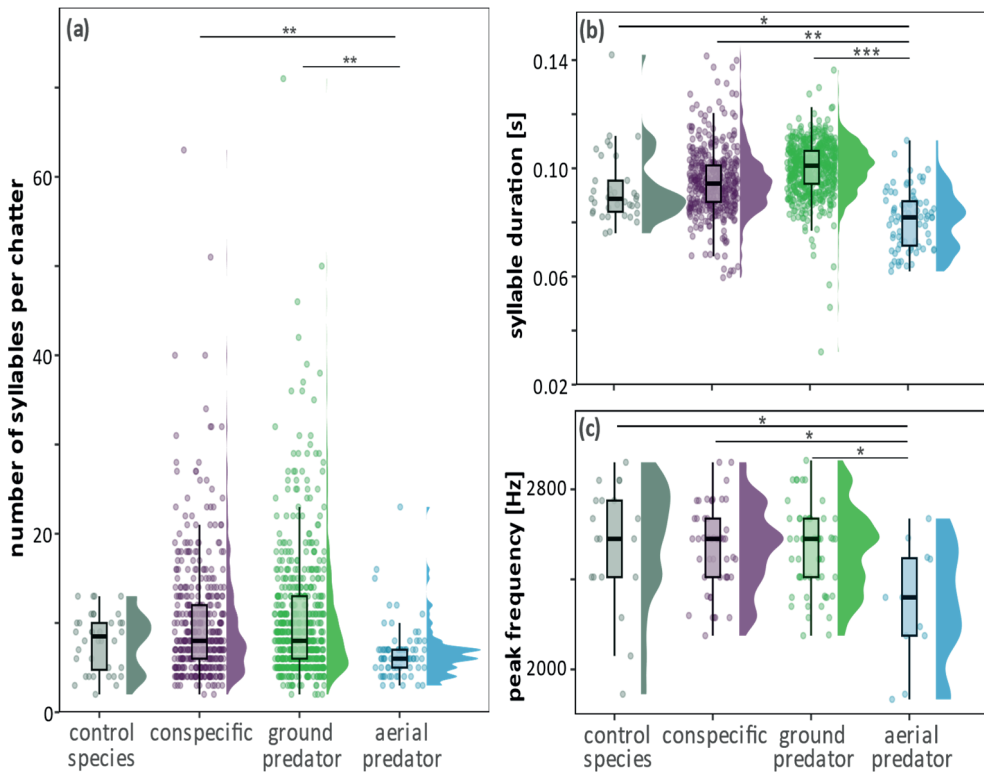 (a)
**
**
number of syllables per chatter
60
40
20
0
control species
conspecific
ground predator
aerial predator
(b)
*
**
***
syllable duration [s]
0.14
0.10
0.06
0.02
(c)
*
*
*
peak frequency [Hz]
2800
2000
control species
conspecific
ground predator
aerial predator